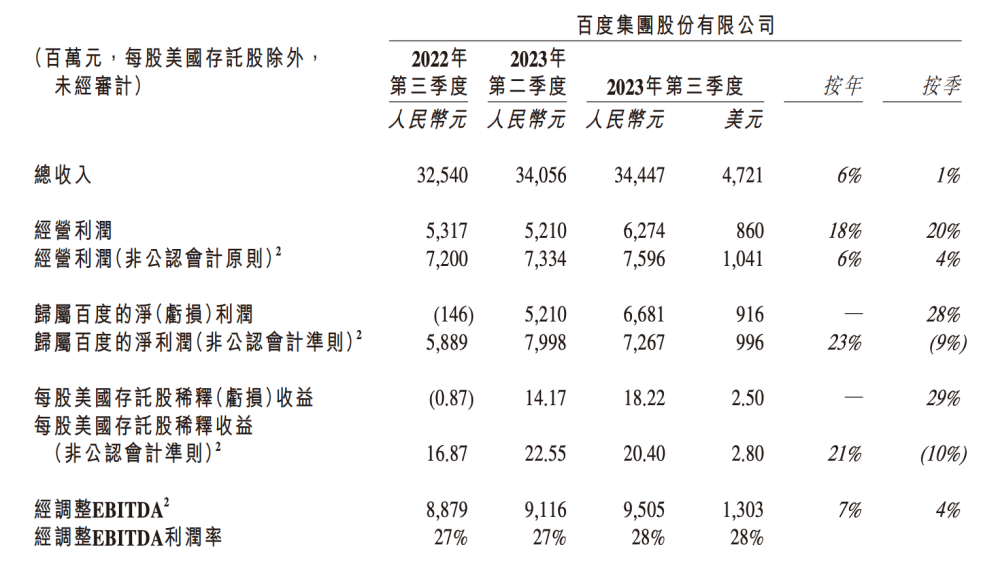 百度集團股份有限公司
(百萬元，每股美國存託股除外， 2022年 2023年
未經審計) 第三季度 第二季度 2023年第三季度 按年 按季
人民幣元 人民幣元 人民幣元 美元
總收入 32,540 34,056 34,447 4,721 6% 1%
經營利潤 5,317 5,210 6,274 860 18% 20%
經營利潤(非公認會計原則)2 7,200 7,334 7,596 1,041 6% 4%
歸屬百度的淨(虧損)利潤 (146) 5,210 6,681 916 — 28%
歸屬百度的淨利潤(非公認會計準則)2 5,889 7,998 7,267 996 23% (9%)
每股美國存託股稀釋(虧損)收益 (0.87) 14.17 18.22 2.50 — 29%
每股美國存託股稀釋收益
(非公認會計準則)2 16.87 22.55 20.40 2.80 21% (10%)
經調整EBITDA2 8,879 9,116 9,505 1,303 7% 4%
經調整EBITDA利潤率 27% 27% 28% 28%